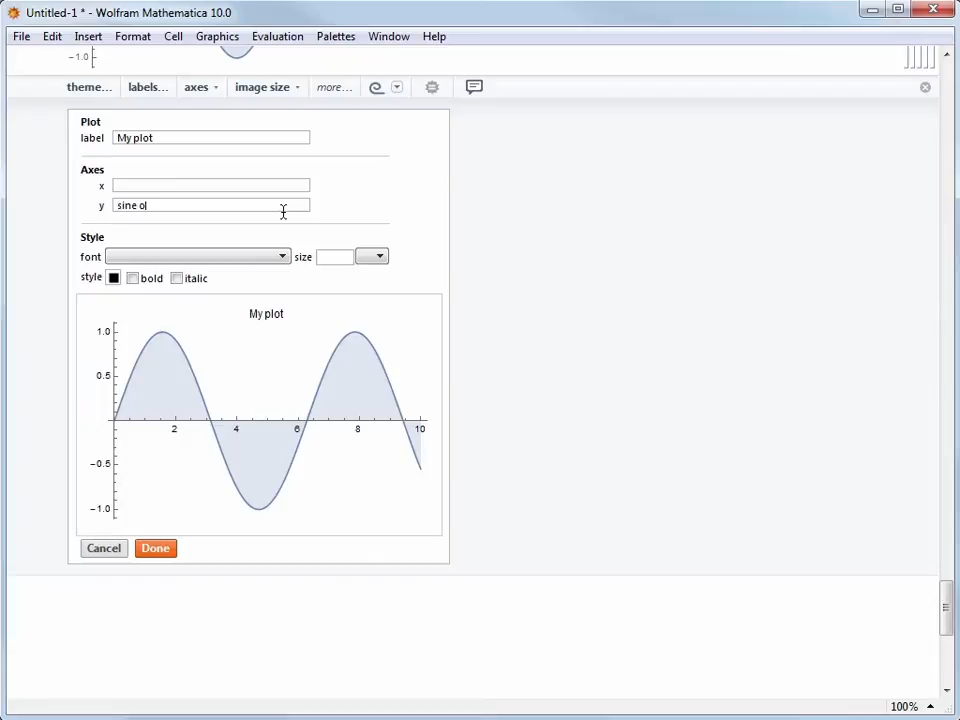 Untitled-1 * - Wolfram Mathematica 10.0
File Edit Insert Format Cell Graphics Evaluation Palettes Window Help
−1.0
theme... labels... axes image size more...
Plot
label My plot
Axes
x
y sine o
Style
font size
style bold italic
My plot
1.0
0.5
2 4 6 8 10
−0.5
−1.0
Cancel Done
100%